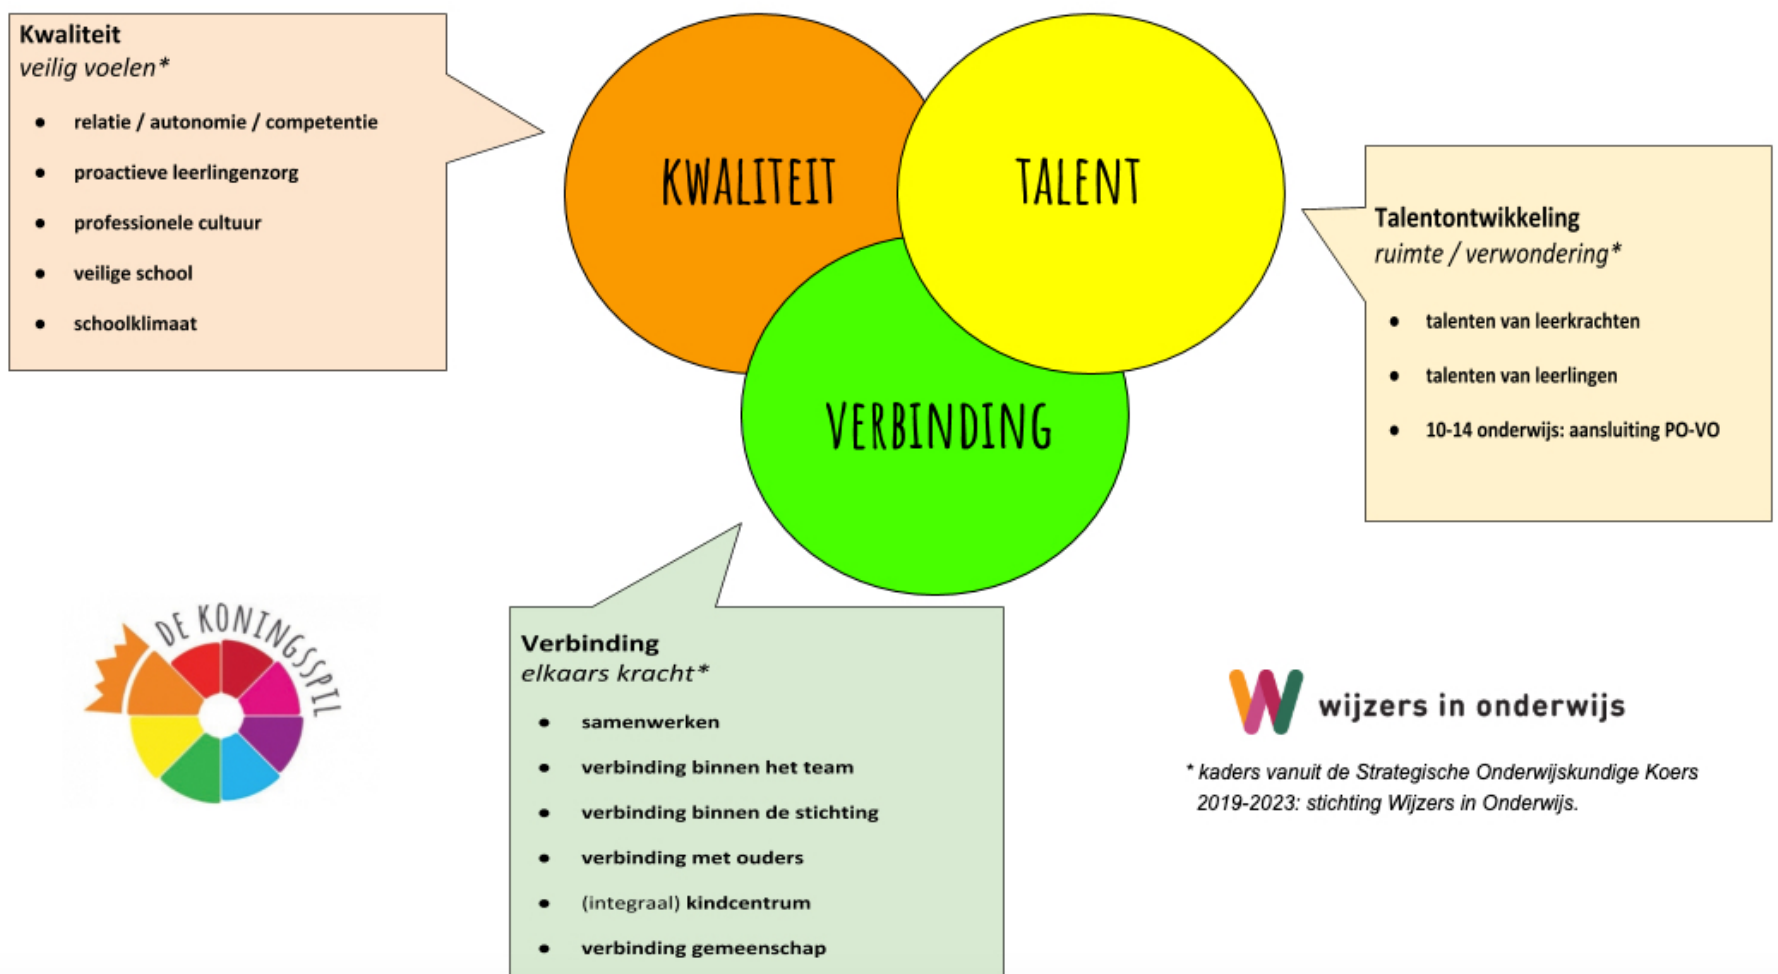 Kwaliteit
veilig voelen*
● relatie / autonomie / competentie
● proactieve leerlingenzorg
● professionele cultuur
● veilige school
● schoolklimaat
KWALITEIT
TALENT
VERBINDING
Talentontwikkeling
ruimte / verwondering*
● talenten van leerkrachten
● talenten van leerlingen
● 10-14 onderwijs: aansluiting PO-VO
Verbinding
elkaars kracht*
● samenwerken
● verbinding binnen het team
● verbinding binnen de stichting
● verbinding met ouders
● (integraal) kindcentrum
● verbinding gemeenschap
DE KONINGSSPIL
wijzers in onderwijs
* kaders vanuit de Strategische Onderwijskundige Koers
2019-2023: stichting Wijzers in Onderwijs.